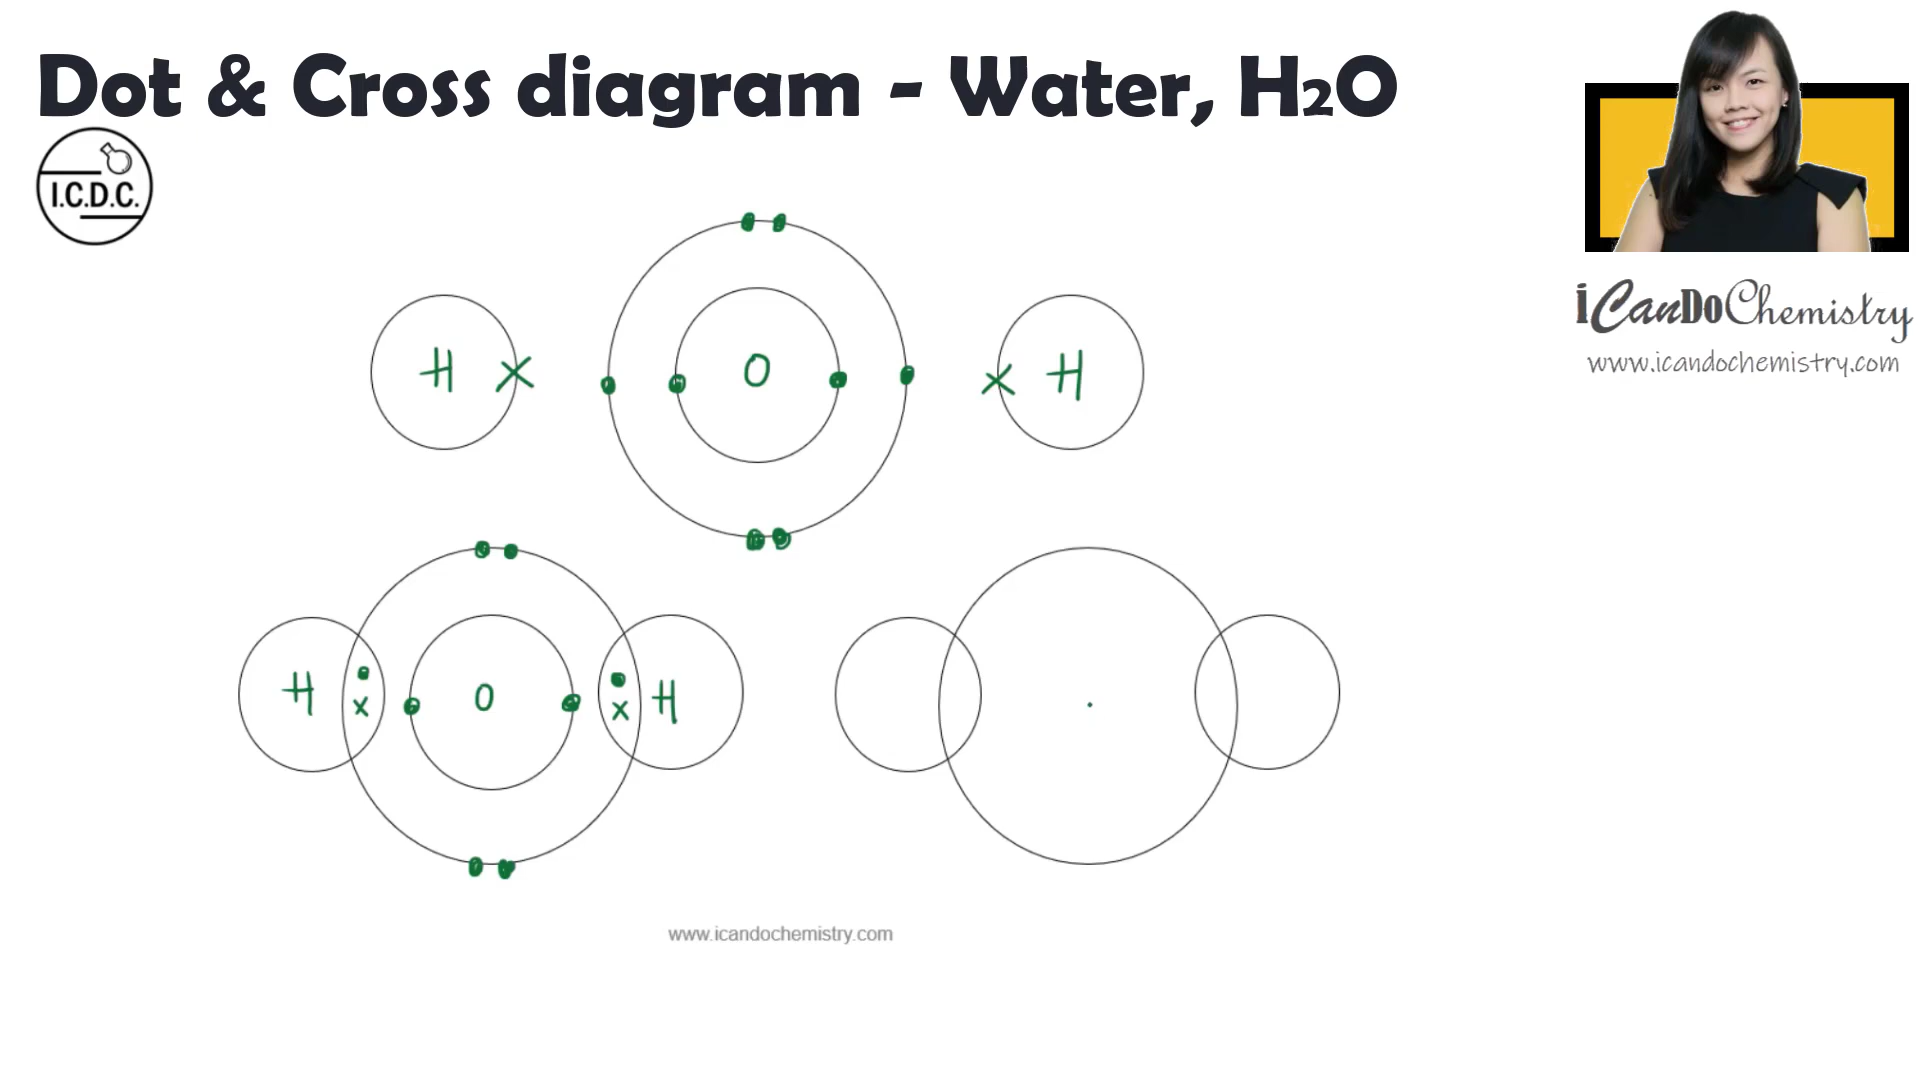 Dot & Cross diagram - Water, H₂O
I.C.D.C.
iCanDoChemistry
www.icandochemistry.com
H x O x H
H x O x H
www.icandochemistry.com